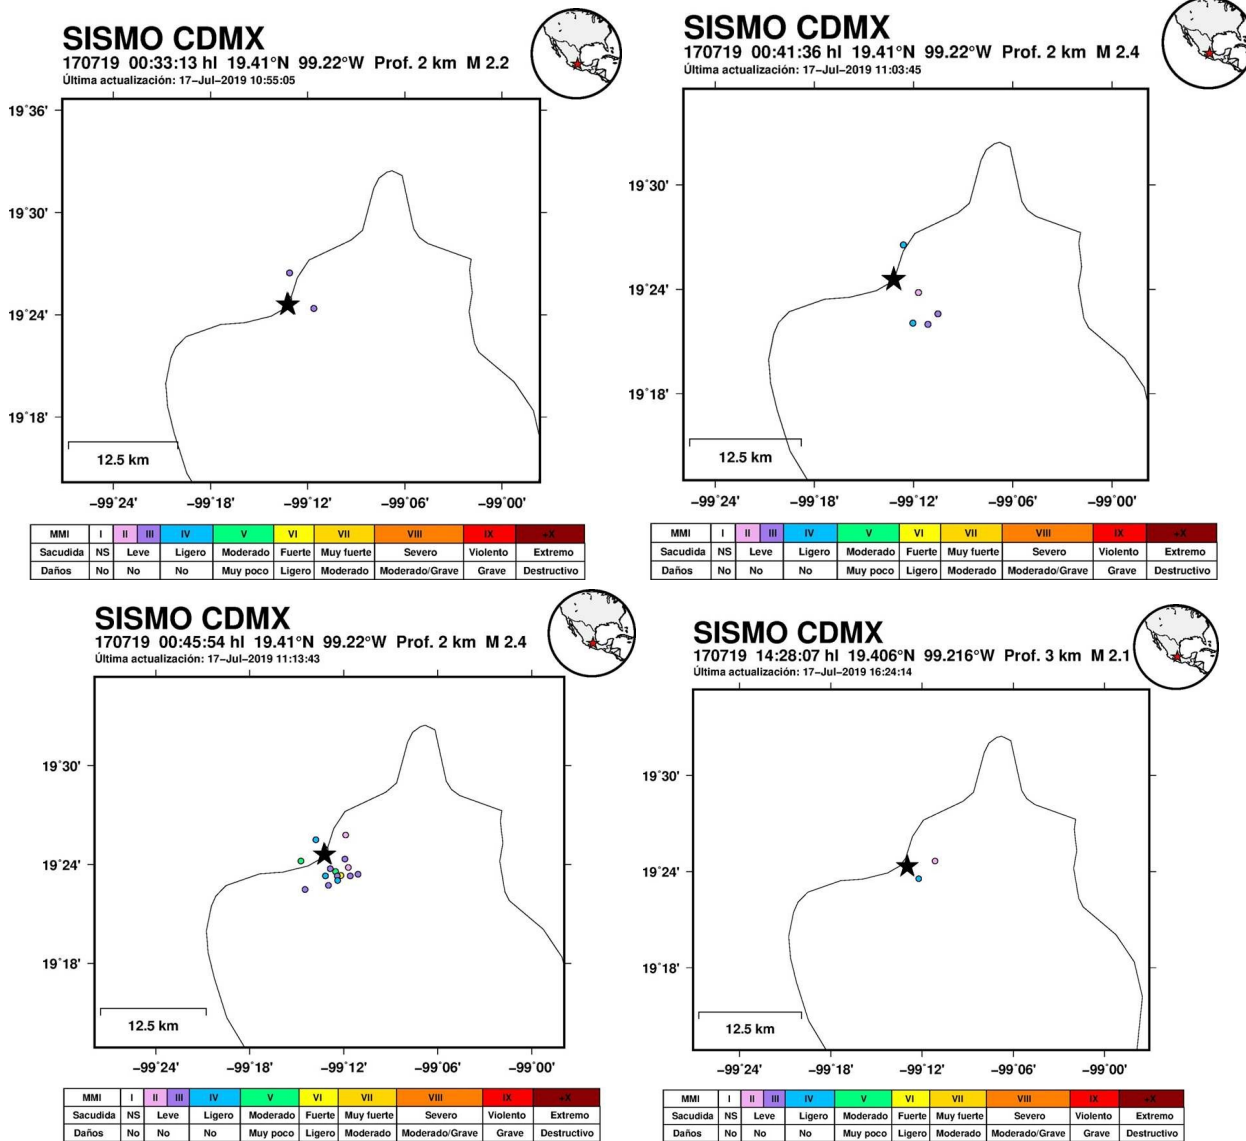 SISMO CDMX
170719 00:33:13 hl 19.41°N 99.22°W Prof. 2 km M 2.2
Última actualización: 17-Jul-2019 10:55:05
19°36'
19°30'
19°24'
19°18'
12.5 km
-99°24' -99°18' -99°12' -99°06' -99°00'
MMI I II III IV V VI VII VIII IX +X
Sacudida NS Leve Ligero Moderado Fuerte Muy fuerte Severo Violento Extremo
Daños No No No Muy poco Ligero Moderado Moderado/Grave Grave Destructivo
SISMO CDMX
170719 00:41:36 hl 19.41°N 99.22°W Prof. 2 km M 2.4
Última actualización: 17-Jul-2019 11:03:45
19°30'
19°24'
19°18'
12.5 km
-99°24' -99°18' -99°12' -99°06' -99°00'
MMI I II III IV V VI VII VIII IX +X
Sacudida NS Leve Ligero Moderado Fuerte Muy fuerte Severo Violento Extremo
Daños No No No Muy poco Ligero Moderado Moderado/Grave Grave Destructivo
SISMO CDMX
170719 00:45:54 hl 19.41°N 99.22°W Prof. 2 km M 2.4
Última actualización: 17-Jul-2019 11:13:43
19°30'
19°24'
19°18'
12.5 km
-99°24' -99°18' -99°12' -99°06' -99°00'
MMI I II III IV V VI VII VIII IX +X
Sacudida NS Leve Ligero Moderado Fuerte Muy fuerte Severo Violento Extremo
Daños No No No Muy poco Ligero Moderado Moderado/Grave Grave Destructivo
SISMO CDMX
170719 14:28:07 hl 19.406°N 99.216°W Prof. 3 km M 2.1
Última actualización: 17-Jul-2019 16:24:14
19°30'
19°24'
19°18'
12.5 km
-99°24' -99°18' -99°12' -99°06' -99°00'
MMI I II III IV V VI VII VIII IX +X
Sacudida NS Leve Ligero Moderado Fuerte Muy fuerte Severo Violento Extremo
Daños No No No Muy poco Ligero Moderado Moderado/Grave Grave Destructivo